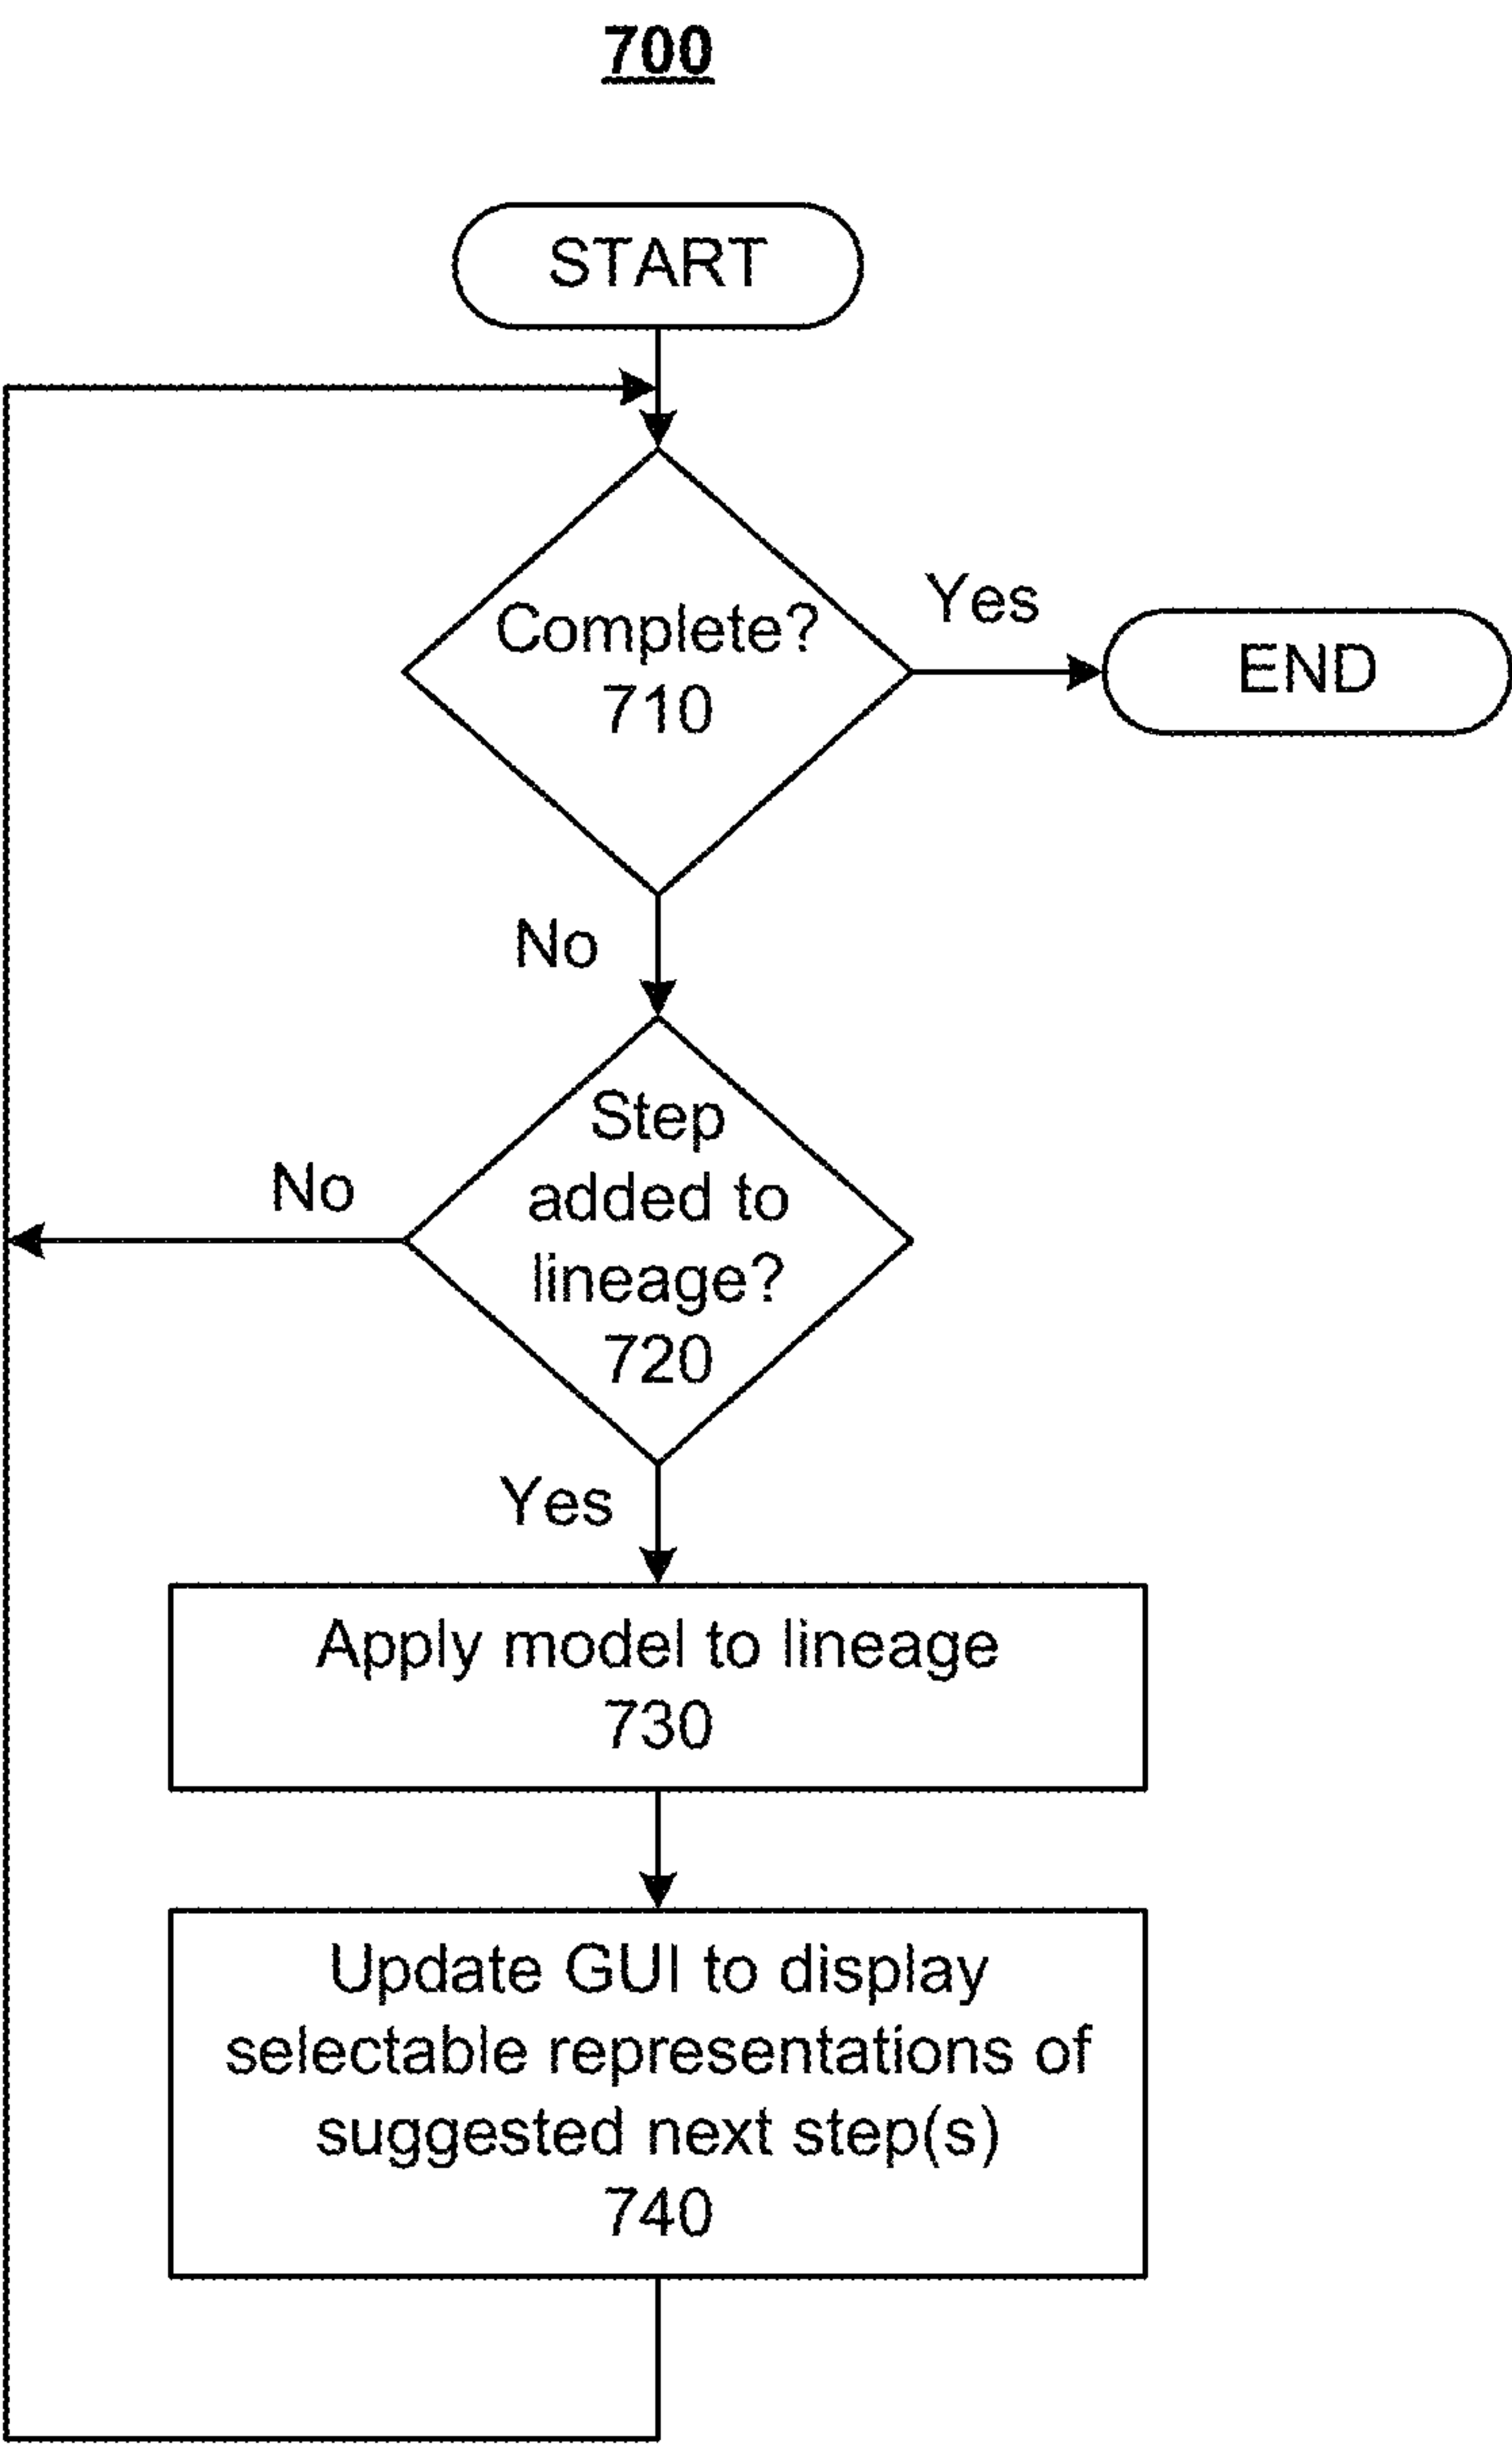 700
START
Complete?
710
Yes
END
No
Step
added to
lineage?
720
No
Yes
Apply model to lineage
730
Update GUI to display
selectable representations of
suggested next step(s)
740